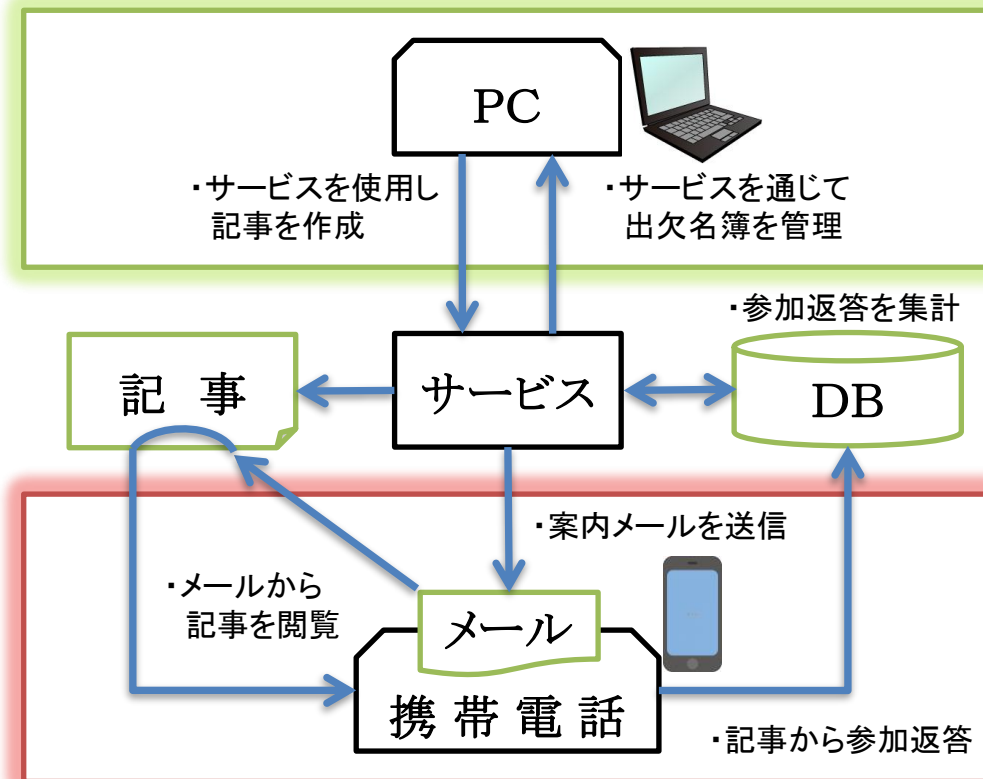 PC
・サービスを使用し
記事を作成
・サービスを通じて
出欠名簿を管理
・参加返答を集計
記 事
サービス
DB
・案内メールを送信
・メールから
記事を閲覧
メール
携 帯 電 話
・記事から参加返答